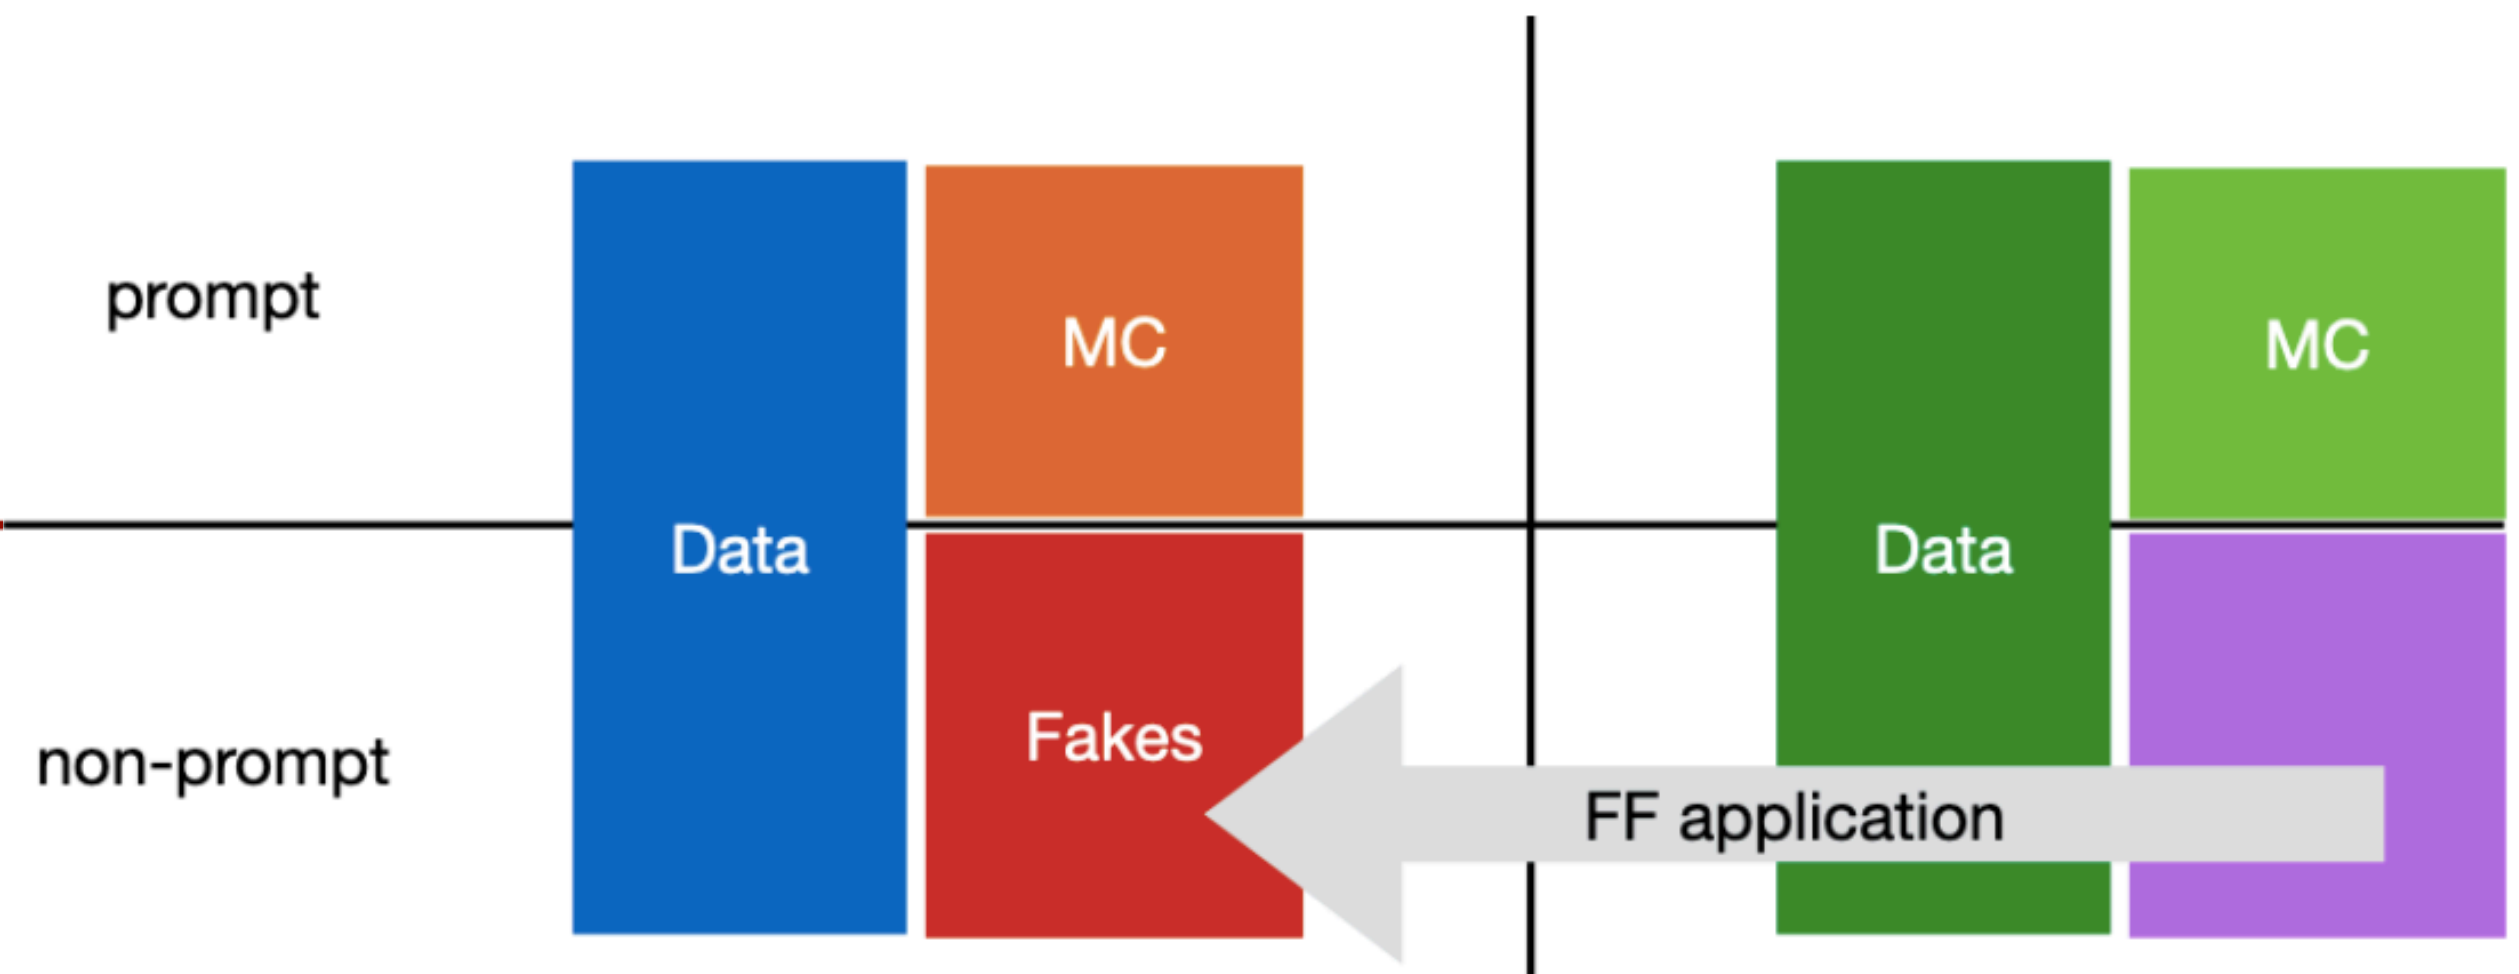 prompt
MC
MC
Data
Data
Fakes
non-prompt
FF application